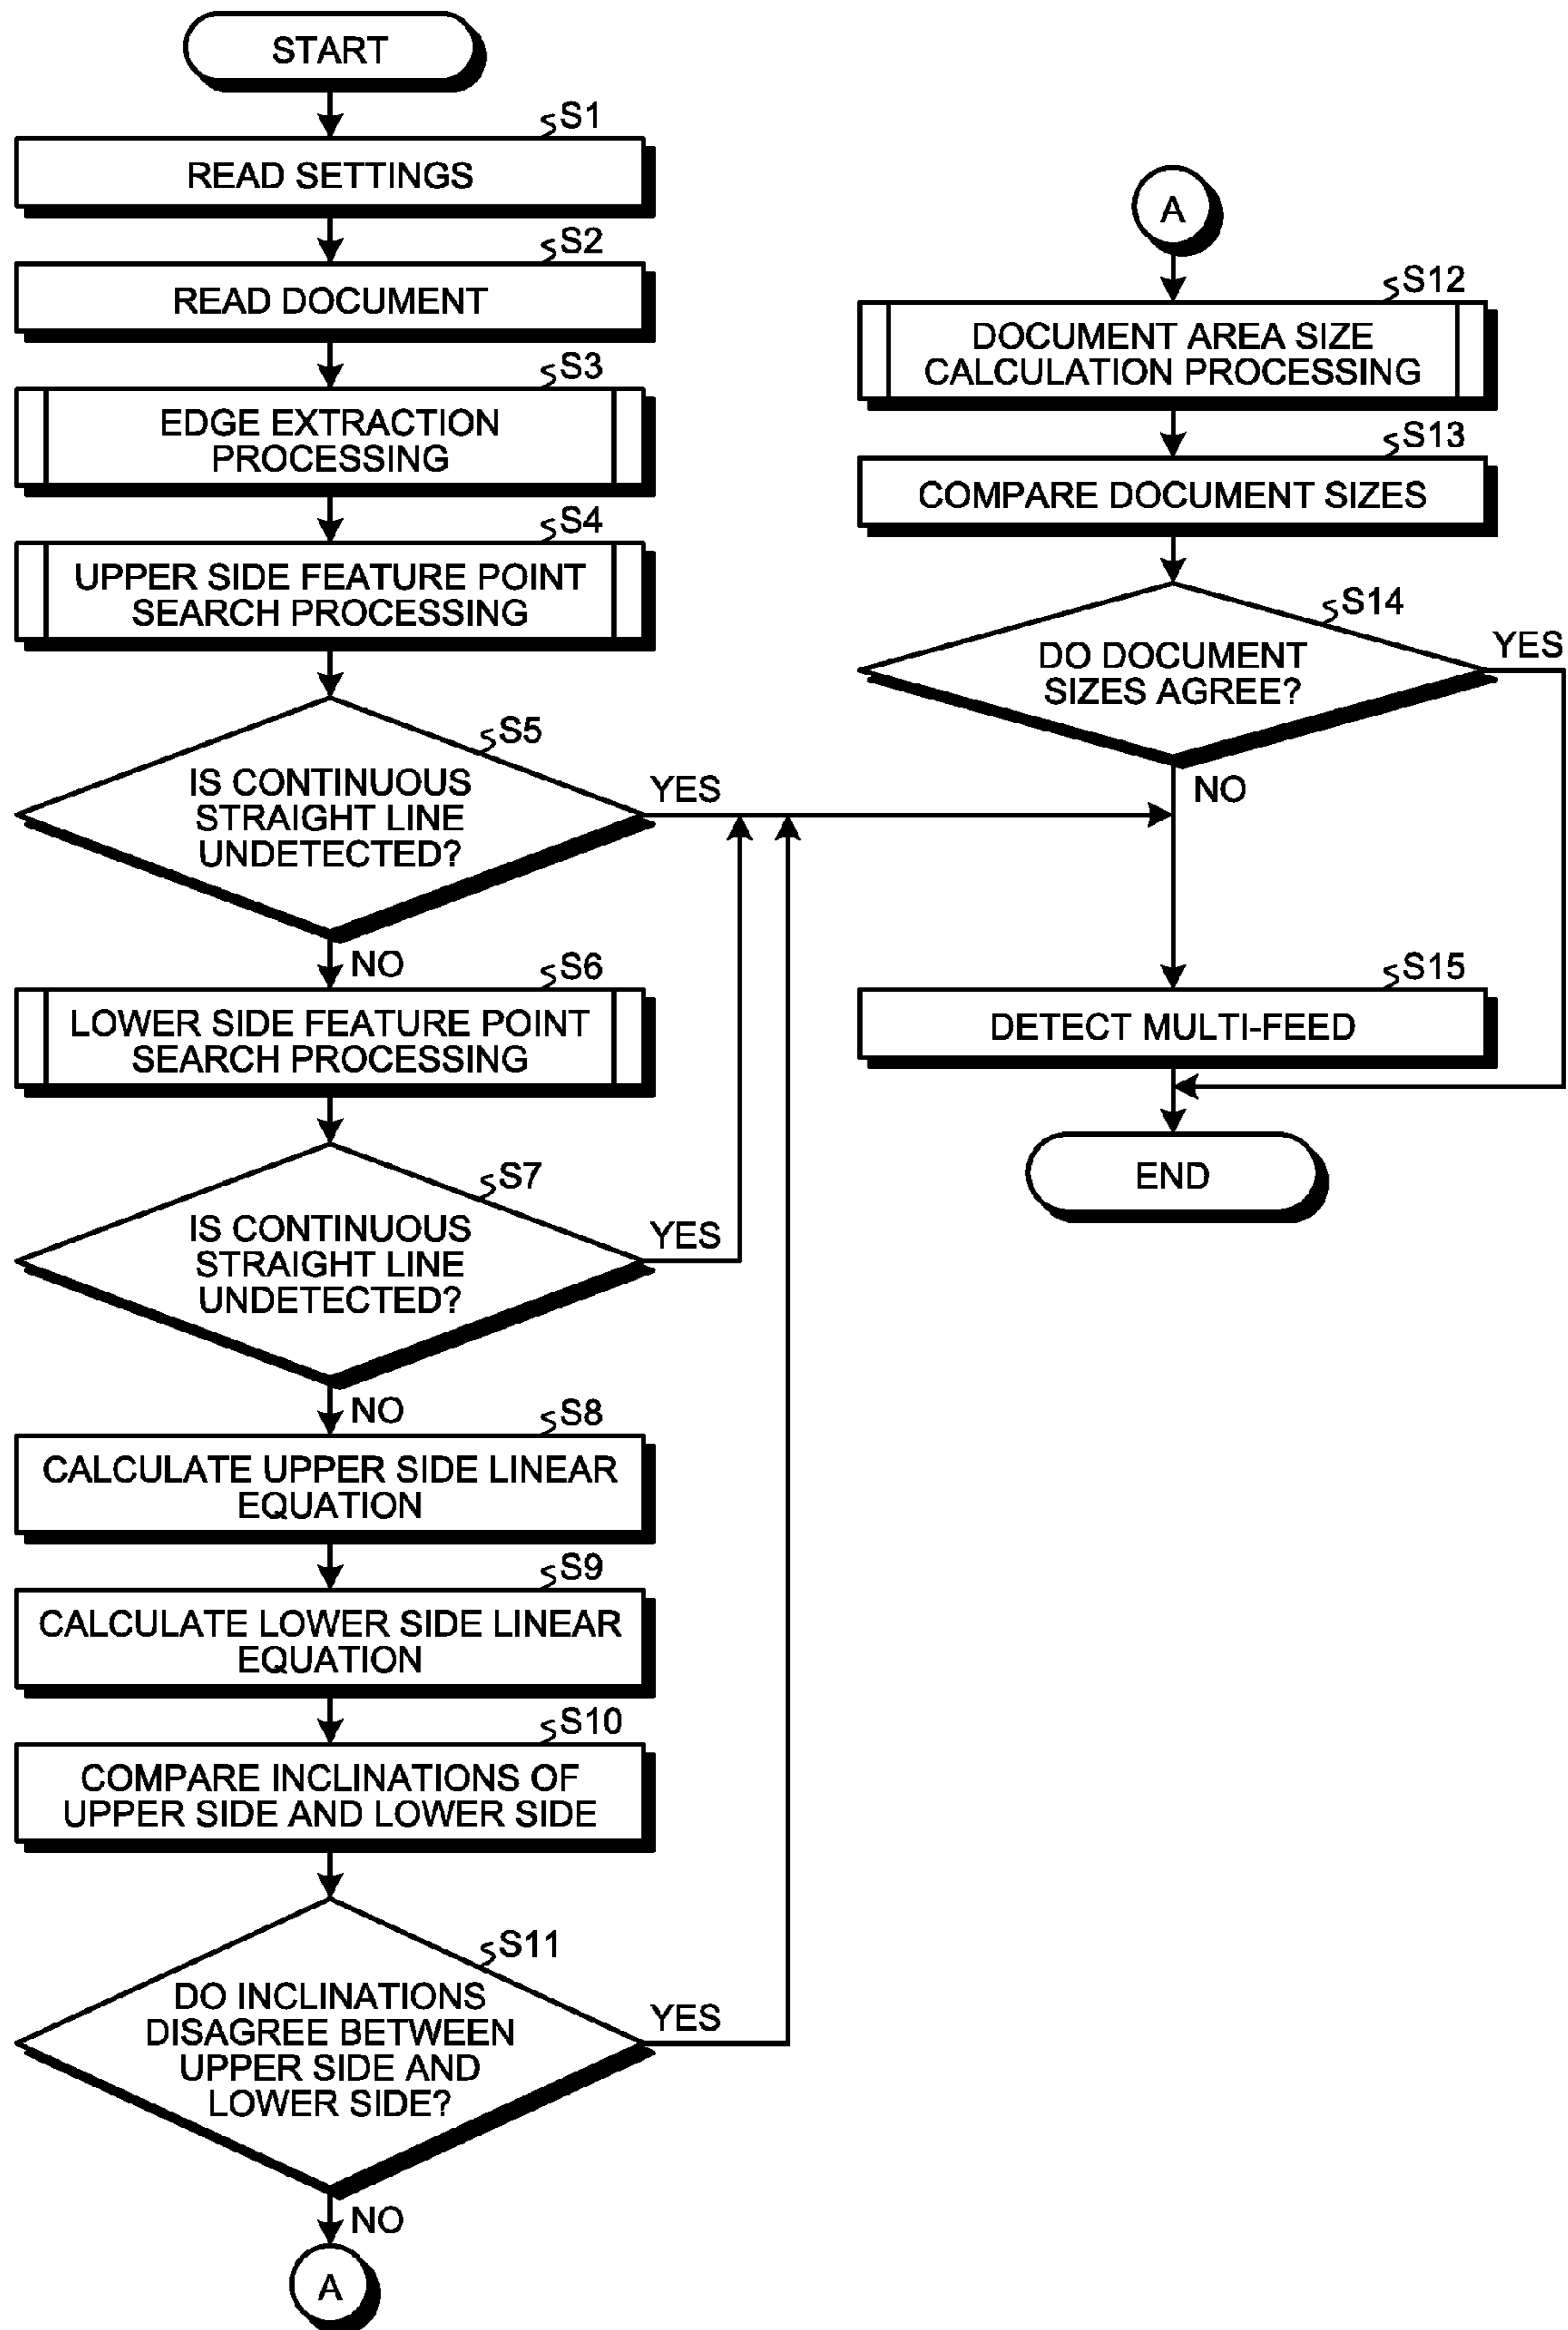 START
S1
READ SETTINGS
S2
READ DOCUMENT
S3
EDGE EXTRACTION
PROCESSING
S4
UPPER SIDE FEATURE POINT
SEARCH PROCESSING
S5
IS CONTINUOUS
STRAIGHT LINE
UNDETECTED?
YES
NO
S6
LOWER SIDE FEATURE POINT
SEARCH PROCESSING
S7
IS CONTINUOUS
STRAIGHT LINE
UNDETECTED?
YES
NO
S8
CALCULATE UPPER SIDE LINEAR
EQUATION
S9
CALCULATE LOWER SIDE LINEAR
EQUATION
S10
COMPARE INCLINATIONS OF
UPPER SIDE AND LOWER SIDE
S11
DO INCLINATIONS
DISAGREE BETWEEN
UPPER SIDE AND
LOWER SIDE?
YES
NO
A
A
S12
DOCUMENT AREA SIZE
CALCULATION PROCESSING
S13
COMPARE DOCUMENT SIZES
S14
DO DOCUMENT
SIZES AGREE?
YES
NO
S15
DETECT MULTI-FEED
END